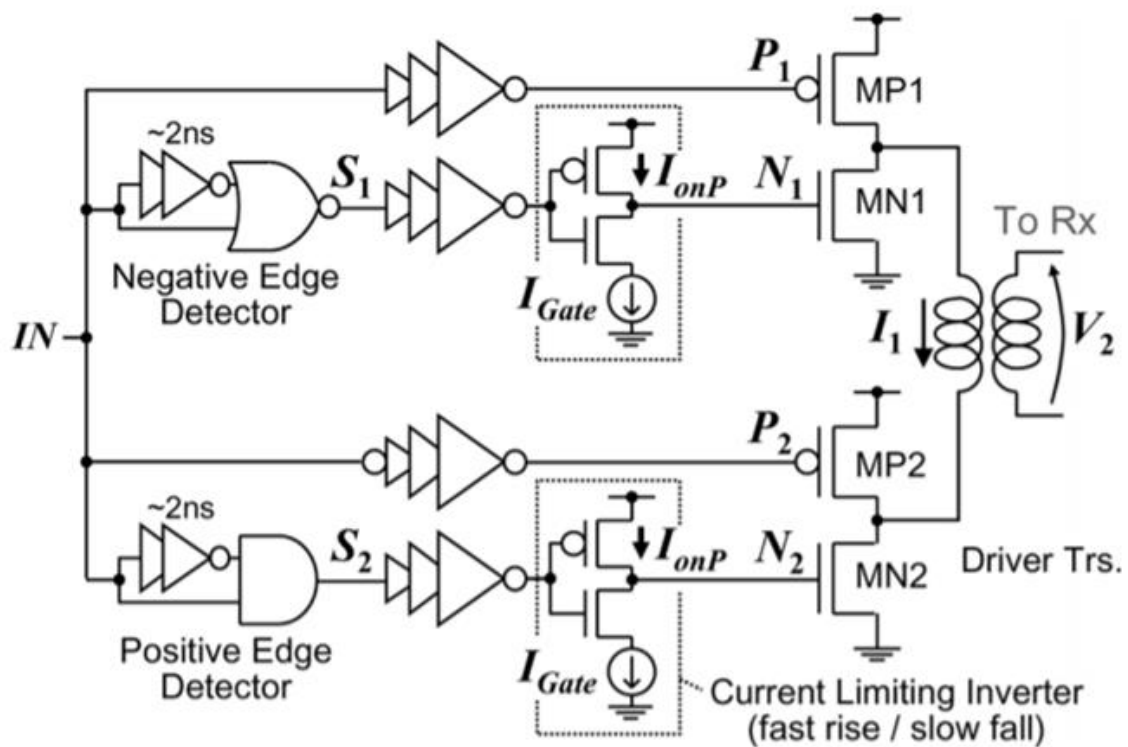 P1
MP1
~2ns
S1
IonP
N1
MN1
To Rx
Negative Edge
Detector
IGate
IN
I1
V2
P2
MP2
~2ns
S2
IonP
N2
MN2
Driver Trs.
Positive Edge
Detector
IGate
Current Limiting Inverter
(fast rise / slow fall)